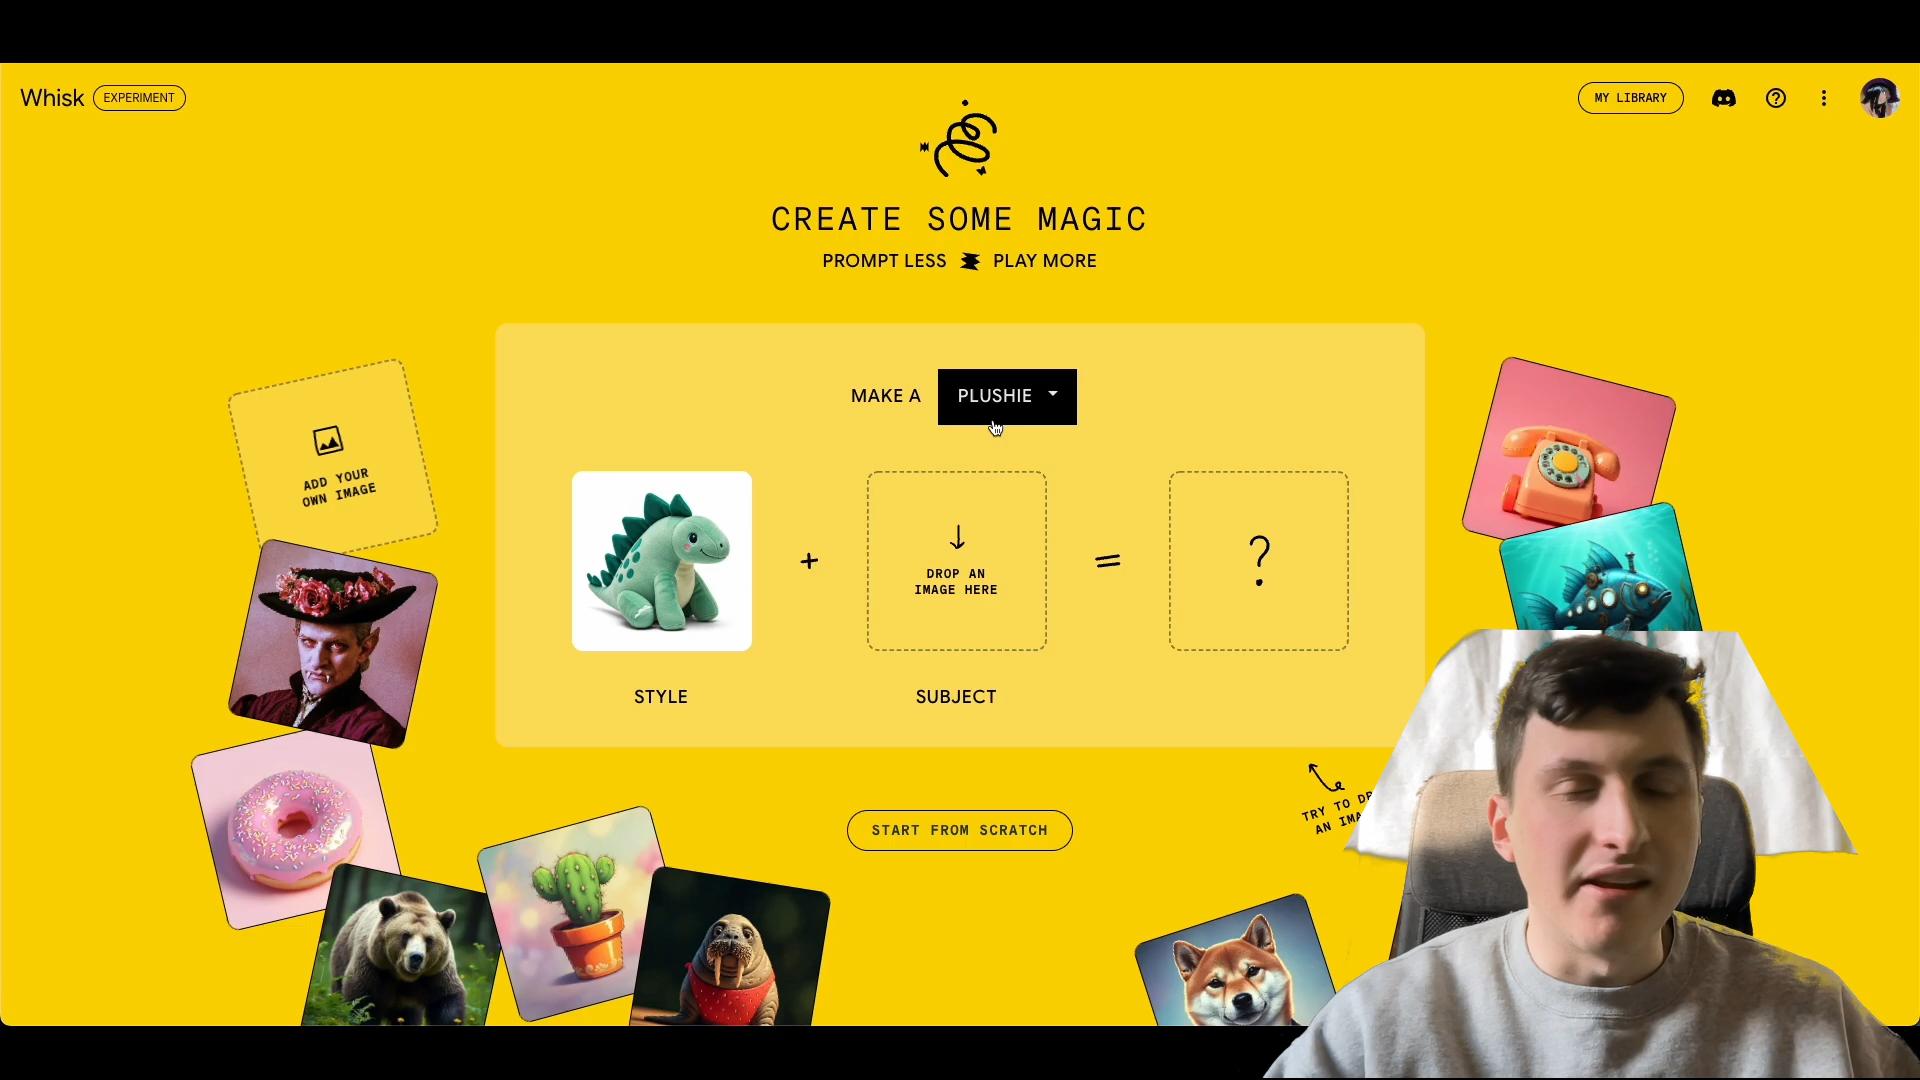 Whisk EXPERIMENT
MY LIBRARY
CREATE SOME MAGIC
PROMPT LESS PLAY MORE
MAKE A PLUSHIE
ADD YOUR
OWN IMAGE
+
=
?
DROP AN
IMAGE HERE
STYLE
SUBJECT
START FROM SCRATCH
TRY TO
AN